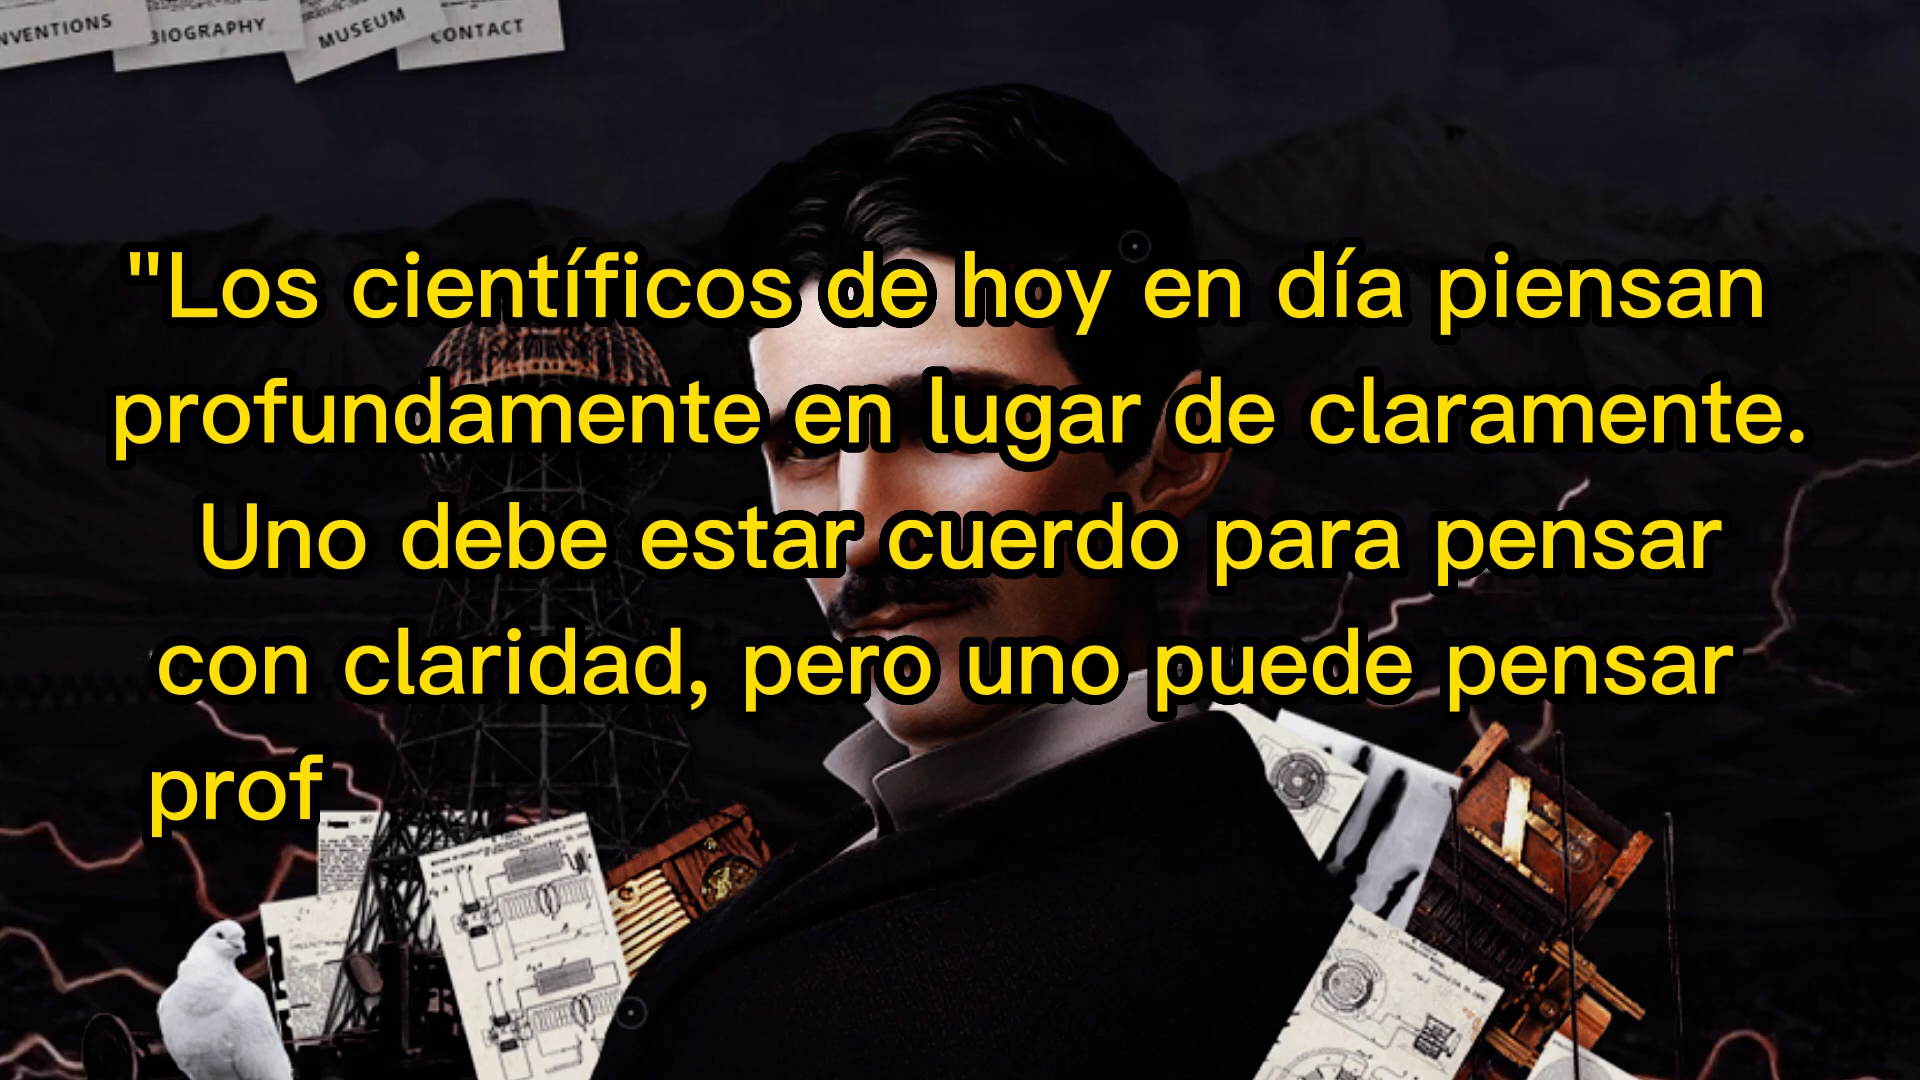 NVENTIONS
BIOGRAPHY
MUSEUM
CONTACT
"Los científicos de hoy en día piensan
profundamente en lugar de claramente.
Uno debe estar cuerdo para pensar
con claridad, pero uno puede pensar
prof